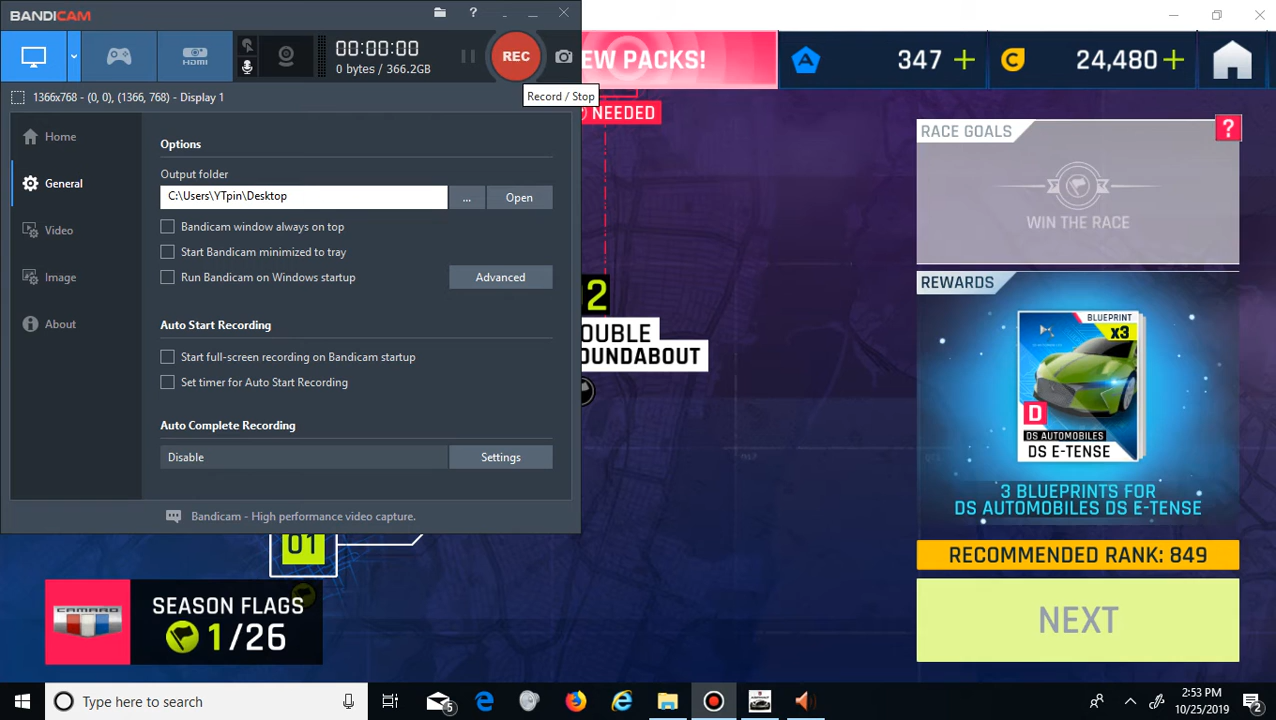 BANDICAM
?
HDMI
00:00:00
0 bytes / 366.2GB
REC
Record / Stop
1366x768 - (0, 0), (1366, 768) - Display 1
Home
General
Video
Image
About
Options
Output folder
C:\Users\YTpin\Desktop
...
Open
Bandicam window always on top
Start Bandicam minimized to tray
Run Bandicam on Windows startup
Advanced
Auto Start Recording
Start full-screen recording on Bandicam startup
Set timer for Auto Start Recording
Auto Complete Recording
Disable
Settings
Bandicam - High performance video capture.
EW PACKS!
347 +
24,480 +
NEEDED
2
OUBLE
OUNDABOUT
01
CAMARO
SEASON FLAGS
1/26
RACE GOALS
?
WIN THE RACE
REWARDS
BLUEPRINT
x3
D
DS AUTOMOBILES
DS E-TENSE
3 BLUEPRINTS FOR
DS AUTOMOBILES DS E-TENSE
RECOMMENDED RANK: 849
NEXT
Type here to search
5
2:53 PM
10/25/2019
2